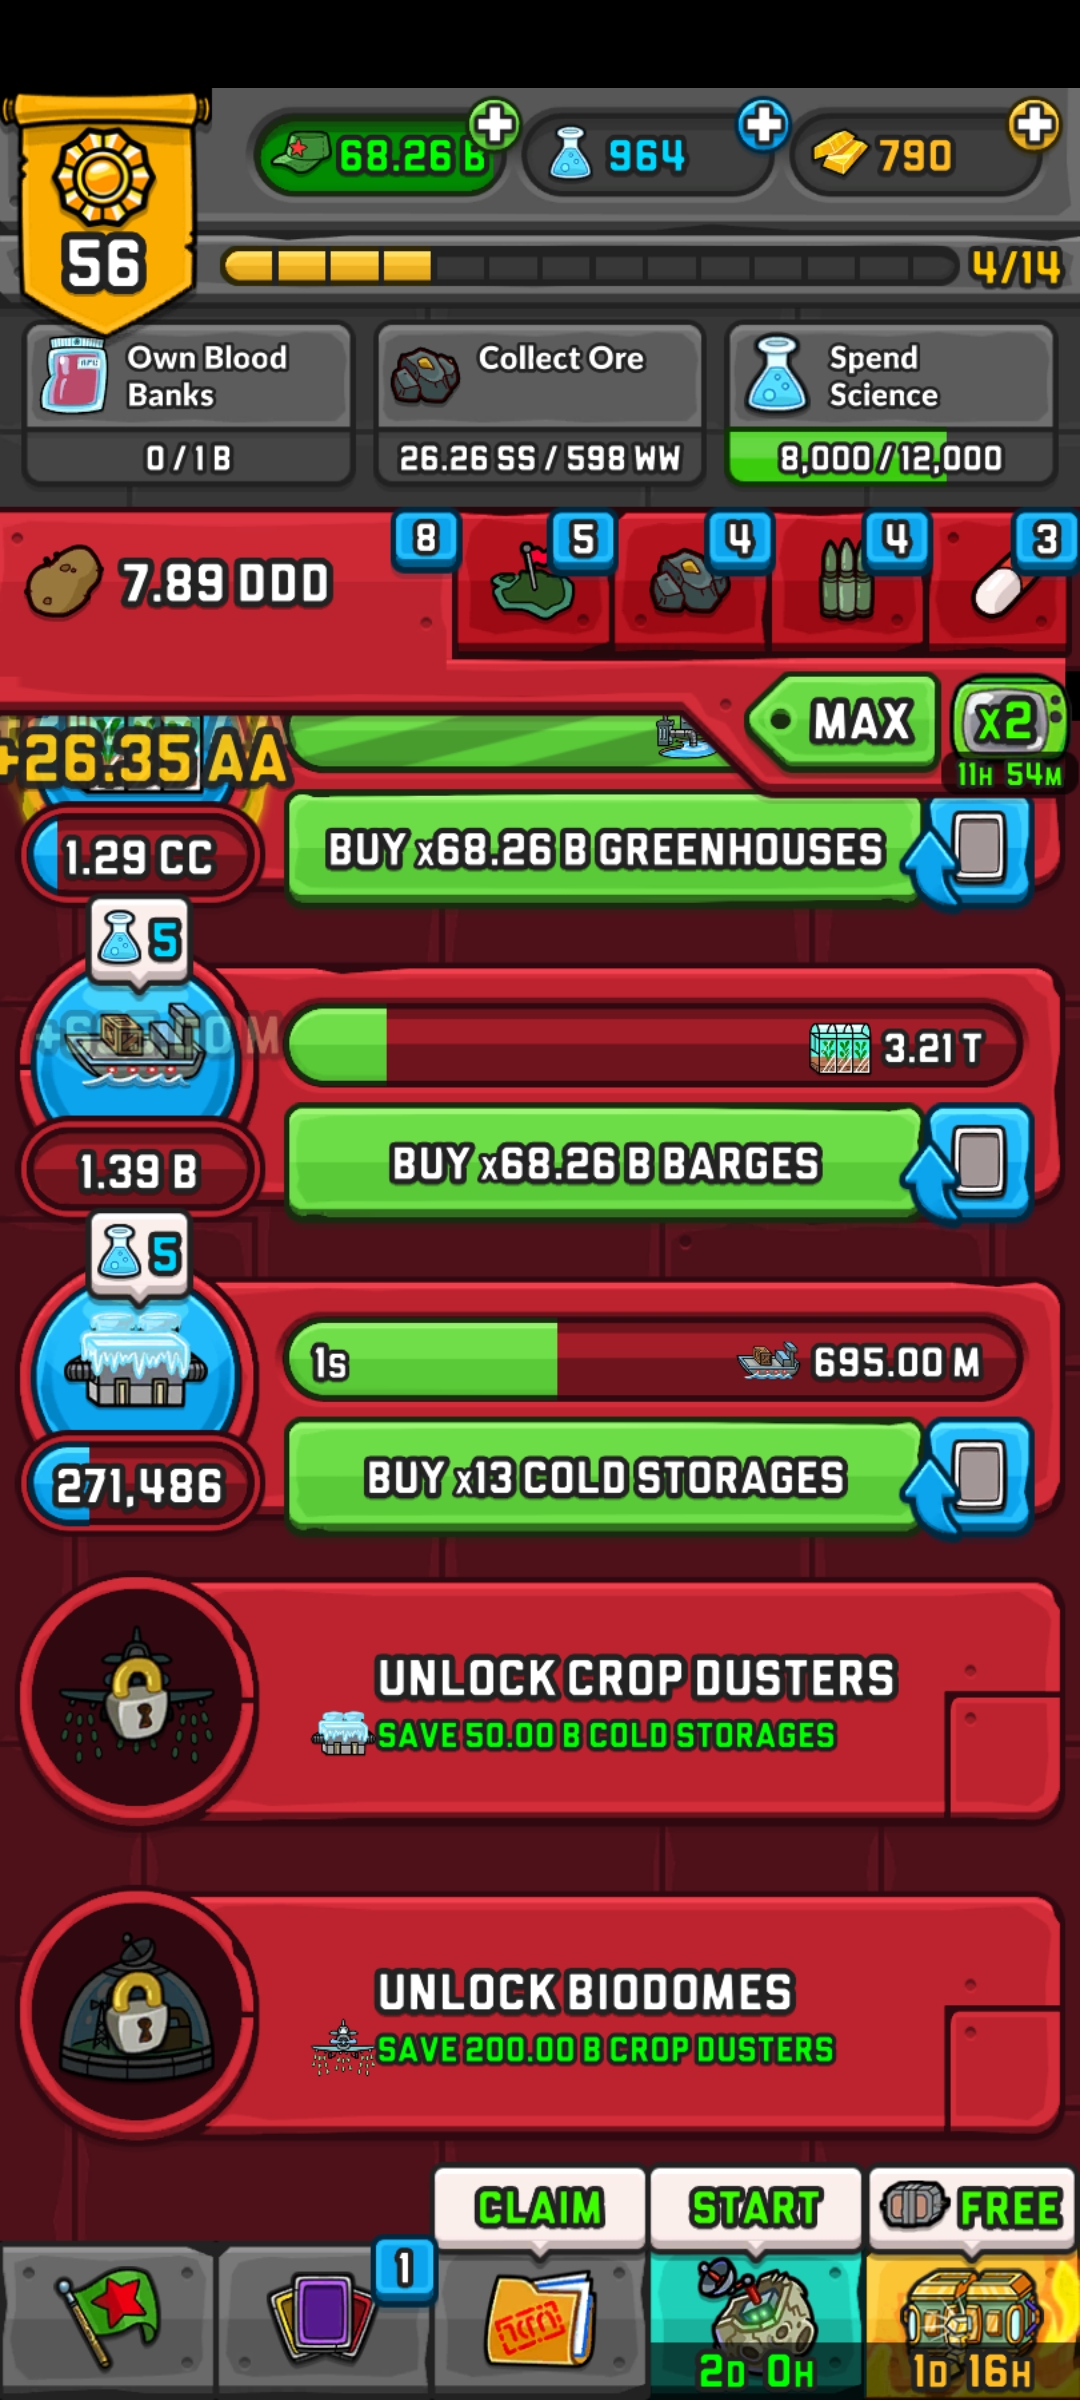 68.26 B
964
790
56
4/14
Own Blood
Banks
0 / 1 B
Collect Ore
26.26 SS / 598 WW
Spend
Science
8,000 / 12,000
7.89 DDD
8
5
4
4
3
MAX
x2
11H 54M
+26.35 AA
1.29 CC
BUY x68.26 B GREENHOUSES
5
3.21 T
1.39 B
BUY x68.26 B BARGES
5
1s
695.00 M
271,486
BUY x13 COLD STORAGES
UNLOCK CROP DUSTERS
SAVE 50.00 B COLD STORAGES
UNLOCK BIODOMES
SAVE 200.00 B CROP DUSTERS
CLAIM
START
FREE
1
2D 0H
1D 16H